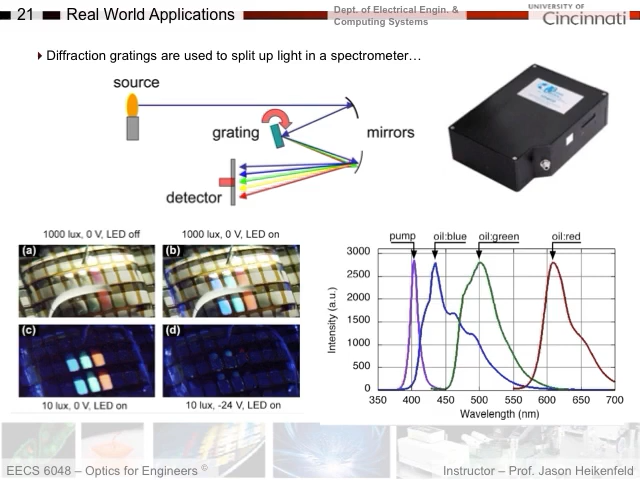 21
Real World Applications
Dept. of Electrical Engin. &
Computing Systems
UNIVERSITY OF
Cincinnati
Diffraction gratings are used to split up light in a spectrometer…
source
grating
mirrors
detector
1000 lux, 0 V, LED off
1000 lux, 0 V, LED on
(a)
(b)
(c)
(d)
10 lux, 0 V, LED on
10 lux, -24 V, LED on
pump
oil:blue
oil:green
oil:red
Intensity (a.u.)
3000
2500
2000
1500
1000
500
0
350
400
450
500
550
600
650
700
Wavelength (nm)
EECS 6048 – Optics for Engineers ©
Instructor – Prof. Jason Heikenfeld